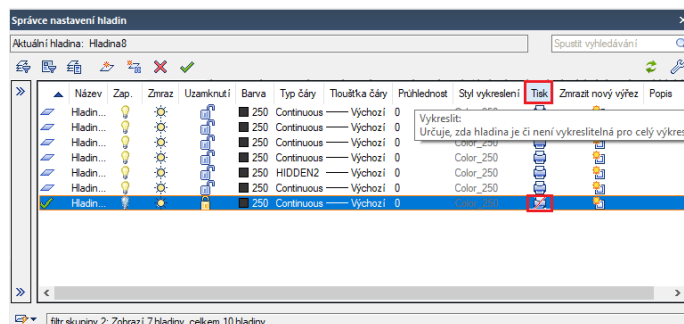 Správce nastavení hladin
Aktuální hladina: Hladina8
Spustit vyhledávání
Název Zap. Zmraz Uzamknutí Barva Typ čáry Tloušťka čáry Průhlednost Styl vykreslení Tisk Zmrazit nový výřez Popis
Hladin... 250 Continuous Výchozí 0
Vykreslit:
Hladin... 250 Continuous Výchozí 0
Určuje, zda hladina je či není vykreslitelná pro celý výkres
Hladin... 250 Continuous Výchozí 0 Color_250
Hladin... 250 Continuous Výchozí 0 Color_250
Hladin... 250 HIDDEN2 Výchozí 0 Color_250
Hladin... 250 Continuous Výchozí 0 Color_250
Hladin... 250 Continuous Výchozí 0 Color_250
filtr skupiny 2: Zobrazí 7 hladiny, celkem 10 hladiny